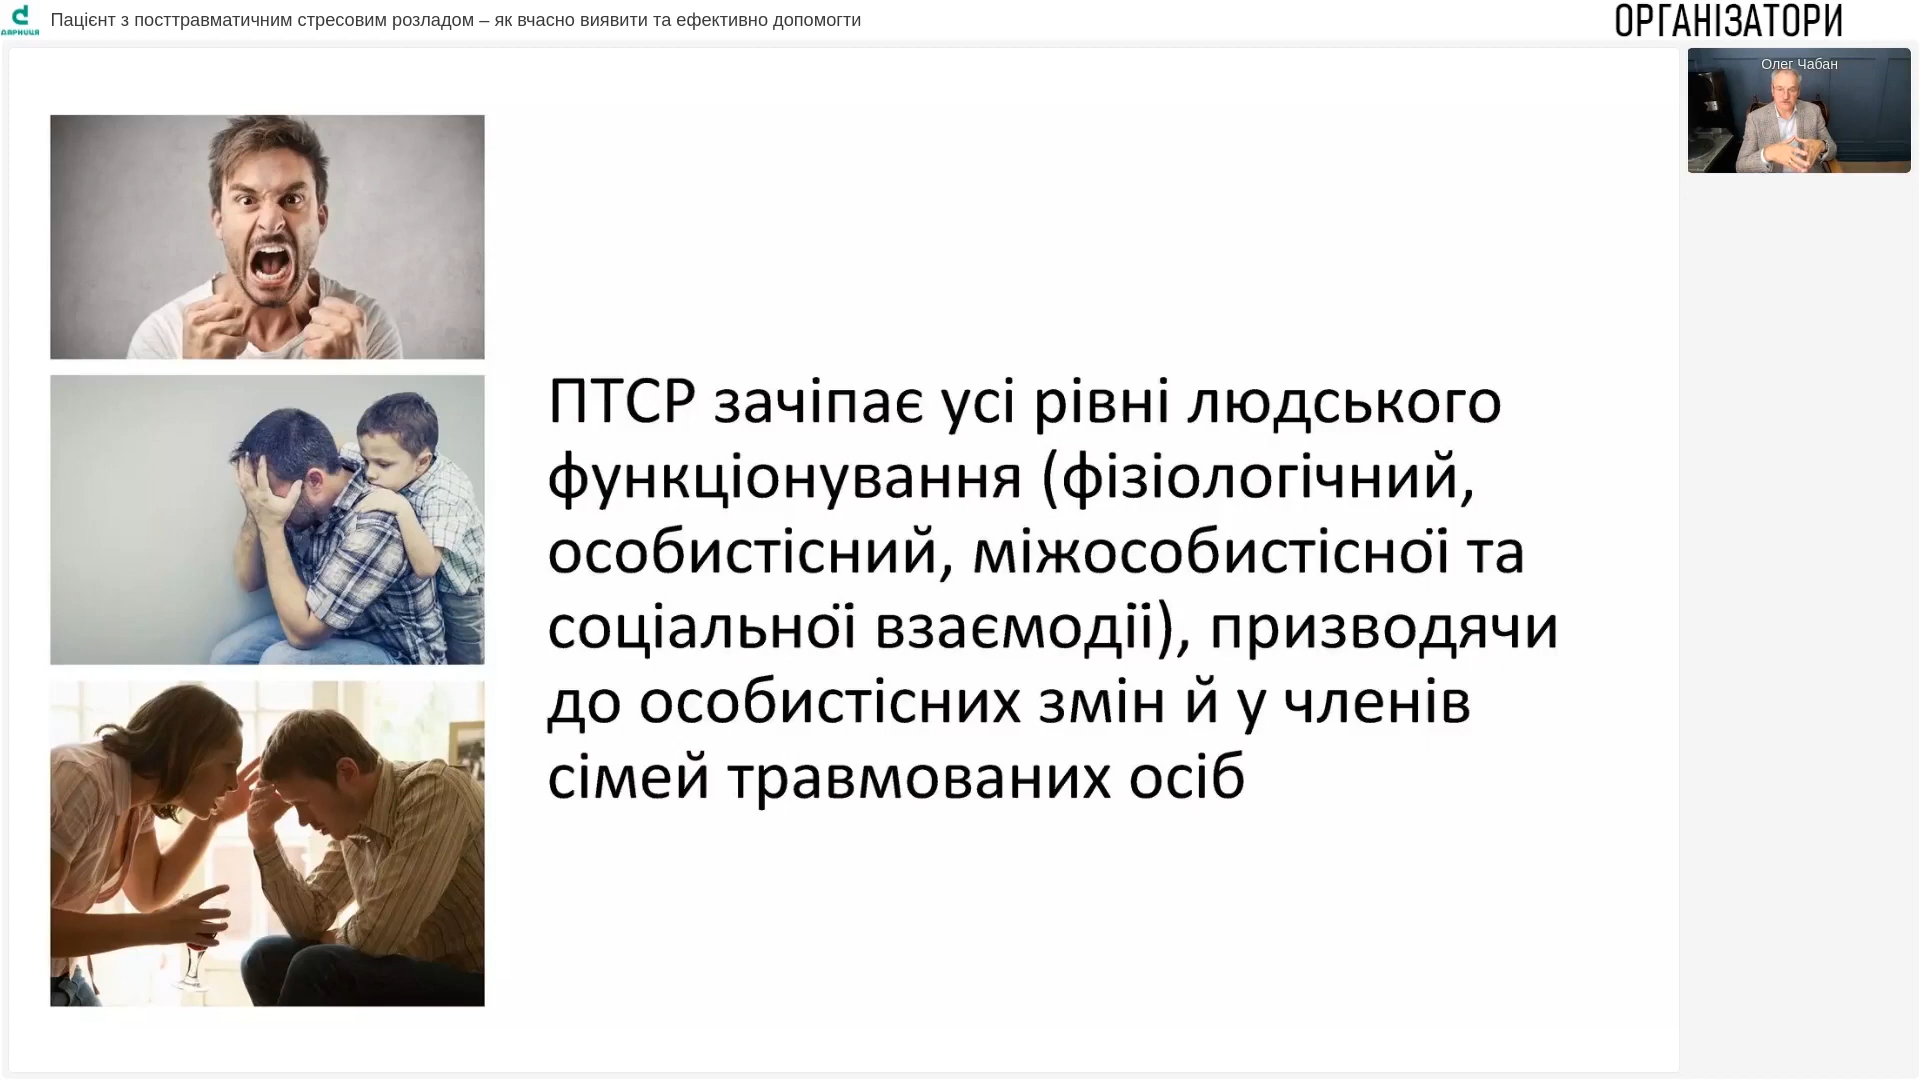 ДАРНИЦЯ
Пацієнт з посттравматичним стресовим розладом – як вчасно виявити та ефективно допомогти
ОРГАНІЗАТОРИ
Олег Чабан
ПТСР зачіпає усі рівні людського
функціонування (фізіологічний,
особистісний, міжособистісної та
соціальної взаємодії), призводячи
до особистісних змін й у членів
сімей травмованих осіб